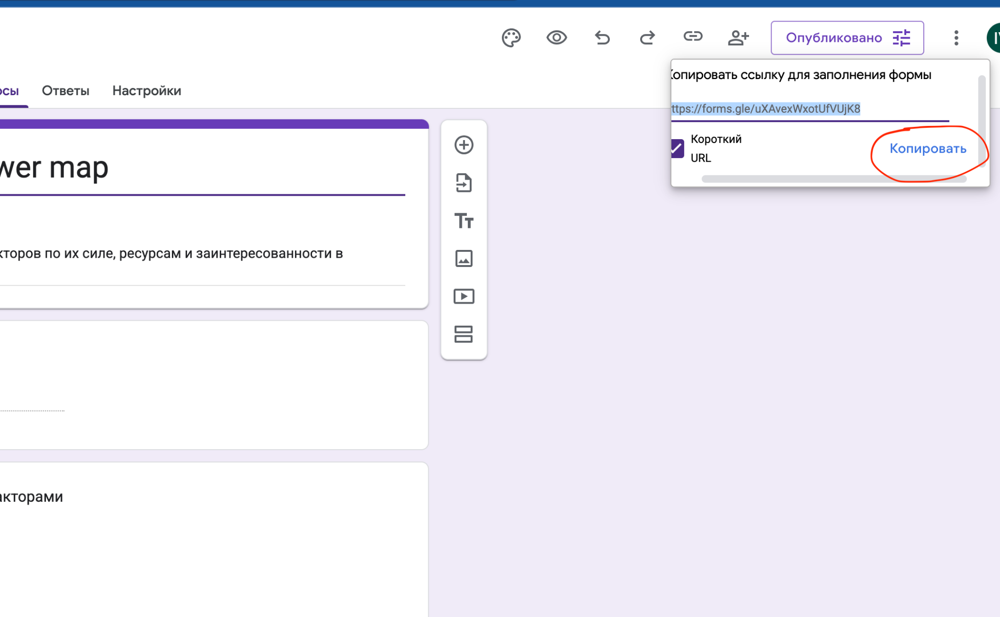 Опубликовано
Копировать ссылку для заполнения формы
Ответы
Настройки
ttps://forms.gle/uXAvexWxotUfVUjK8
Короткий
URL
Копировать
wer map
кторов по их силе, ресурсам и заинтересованности в
акторами